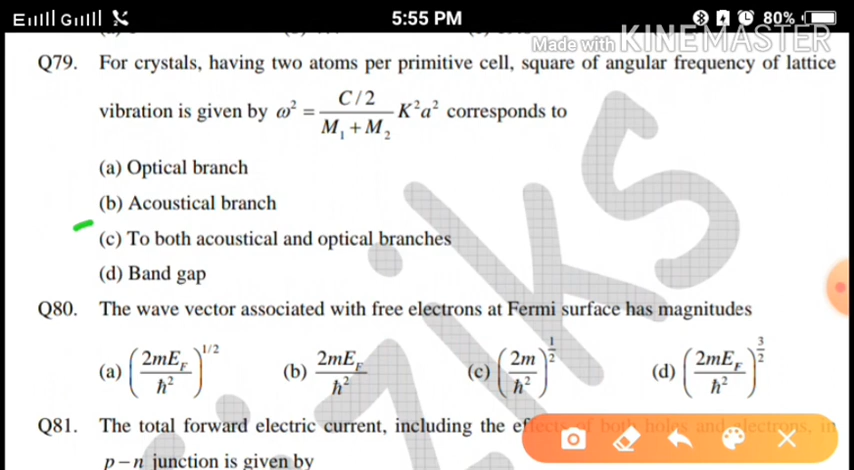 5:55 PM 80%
Made with KINEMASTER
Q79. For crystals, having two atoms per primitive cell, square of angular frequency of lattice
vibration is given by ω² = (C/2)/(M₁+M₂) K²a² corresponds to
(a) Optical branch
(b) Acoustical branch
(c) To both acoustical and optical branches
(d) Band gap
Q80. The wave vector associated with free electrons at Fermi surface has magnitudes
(a) (2mE_F/ħ²)^1/2 (b) 2mE_F/ħ² (c) (2m/ħ²)^1/2 (d) (2mE_F/ħ²)^3/2
Q81. The total forward electric current, including the effects of both holes and electrons, in
p−n junction is given by